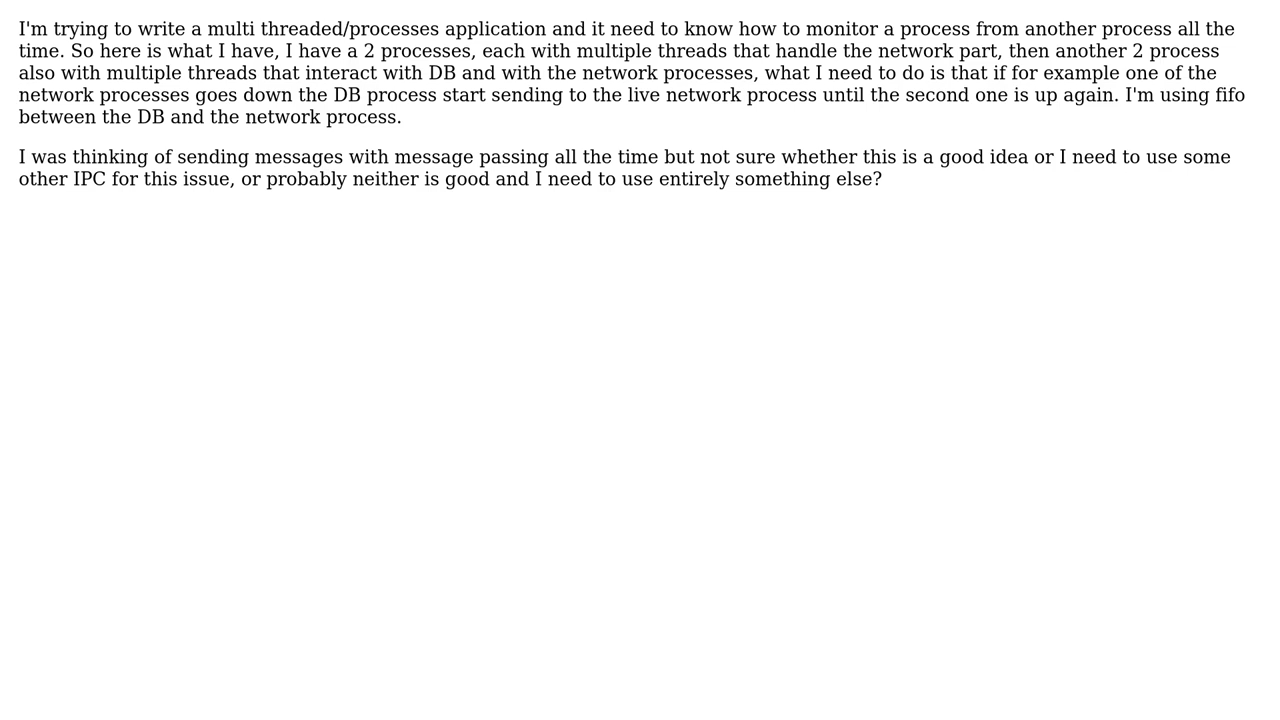 I'm trying to write a multi threaded/processes application and it need to know how to monitor a process from another process all the
time. So here is what I have, I have a 2 processes, each with multiple threads that handle the network part, then another 2 process
also with multiple threads that interact with DB and with the network processes, what I need to do is that if for example one of the
network processes goes down the DB process start sending to the live network process until the second one is up again. I'm using fifo
between the DB and the network process.
I was thinking of sending messages with message passing all the time but not sure whether this is a good idea or I need to use some
other IPC for this issue, or probably neither is good and I need to use entirely something else?